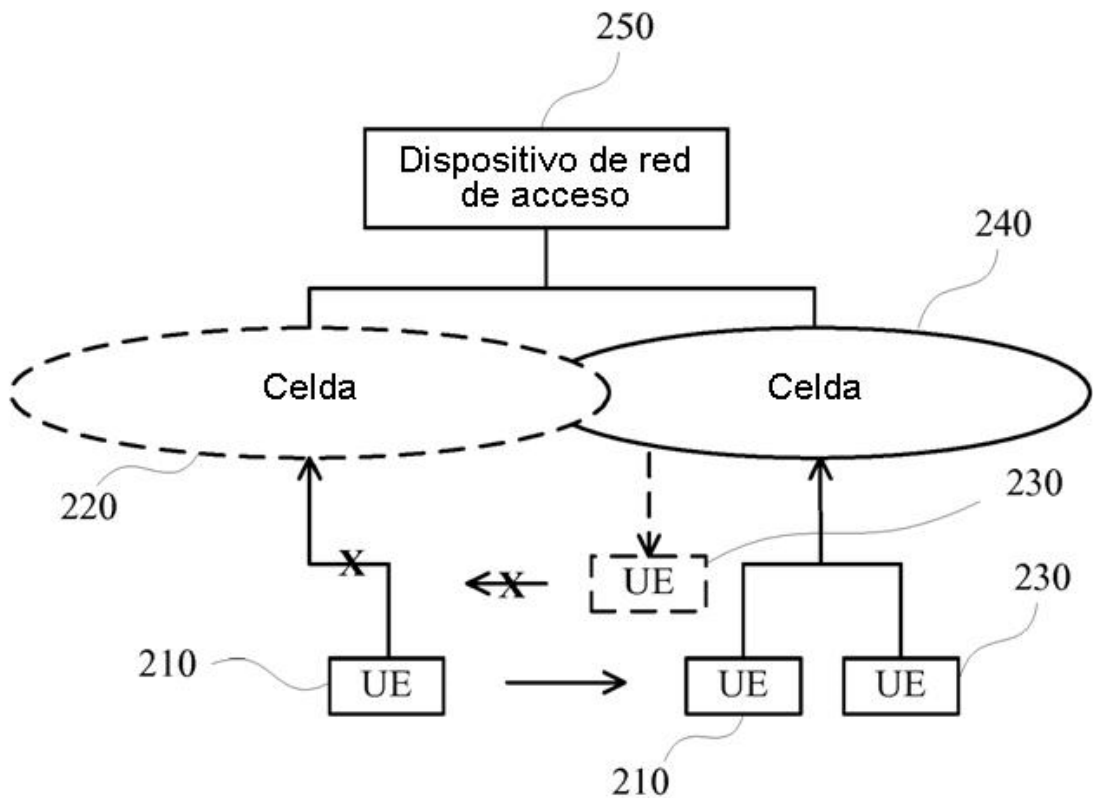 250
Dispositivo de red
de acceso
240
Celda
Celda
220
230
X
UE
X
230
210
UE
UE
UE
210